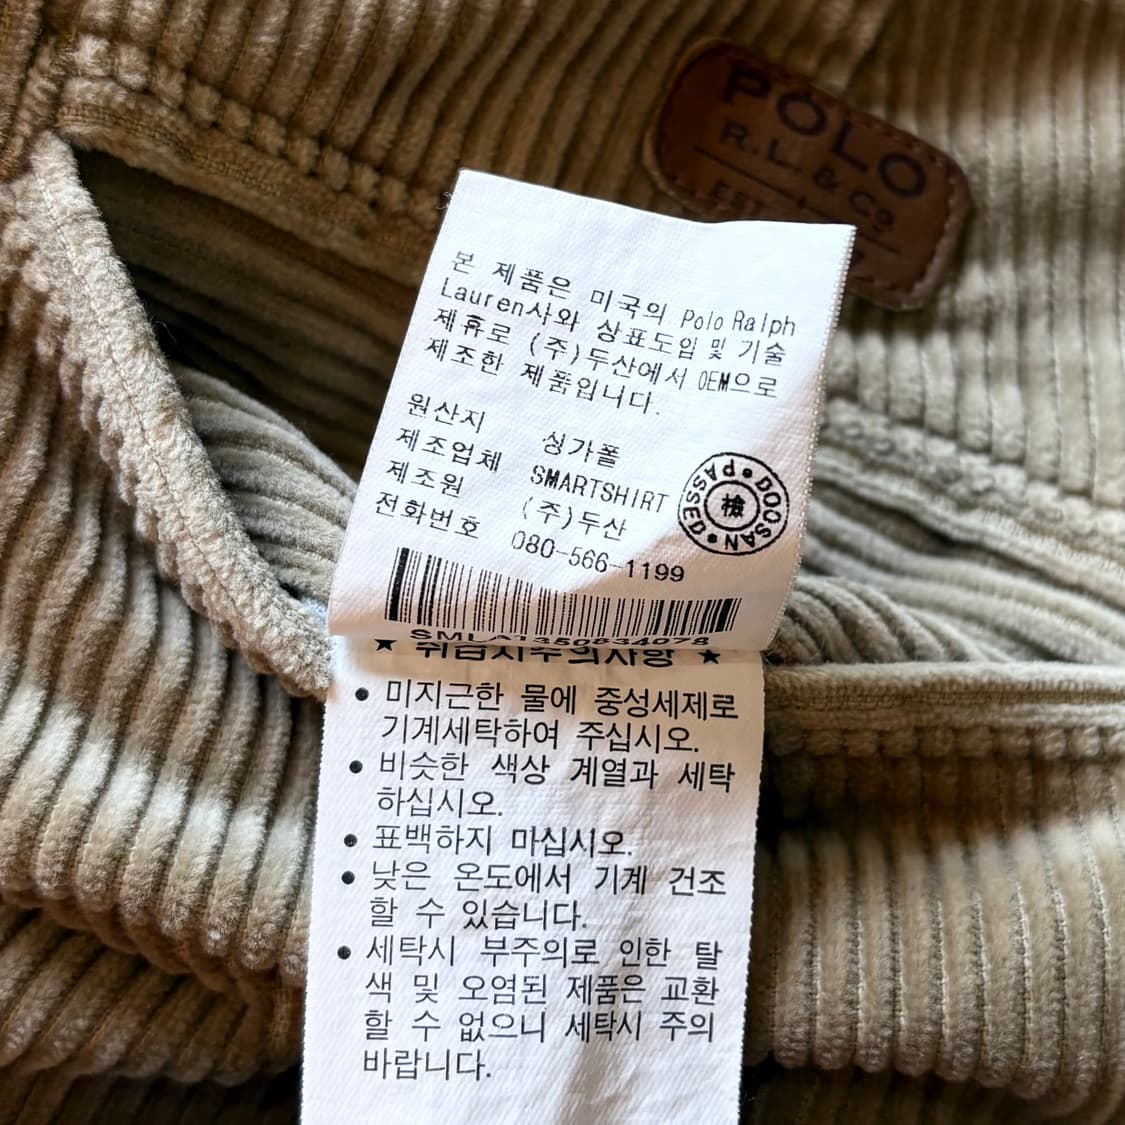 POLO
R.L. & Co
EST
본 제품은 미국의 Polo Ralph
Lauren사와 상표도입 및 기술
제휴로 (주)두산에서 OEM으로
제조한 제품입니다.
원산지 싱가폴
제조업체 SMARTSHIRT
제조원 (주)두산
전화번호 080-566-1199
DOOSAN • PASSED •
檢
SMLA1350834078
★ 취급시주의사항 ★
• 미지근한 물에 중성세제로
기계세탁하여 주십시오.
• 비슷한 색상 계열과 세탁
하십시오.
• 표백하지 마십시오.
• 낮은 온도에서 기계 건조
할 수 있습니다.
• 세탁시 부주의로 인한 탈
색 및 오염된 제품은 교환
할 수 없으니 세탁시 주의
바랍니다.